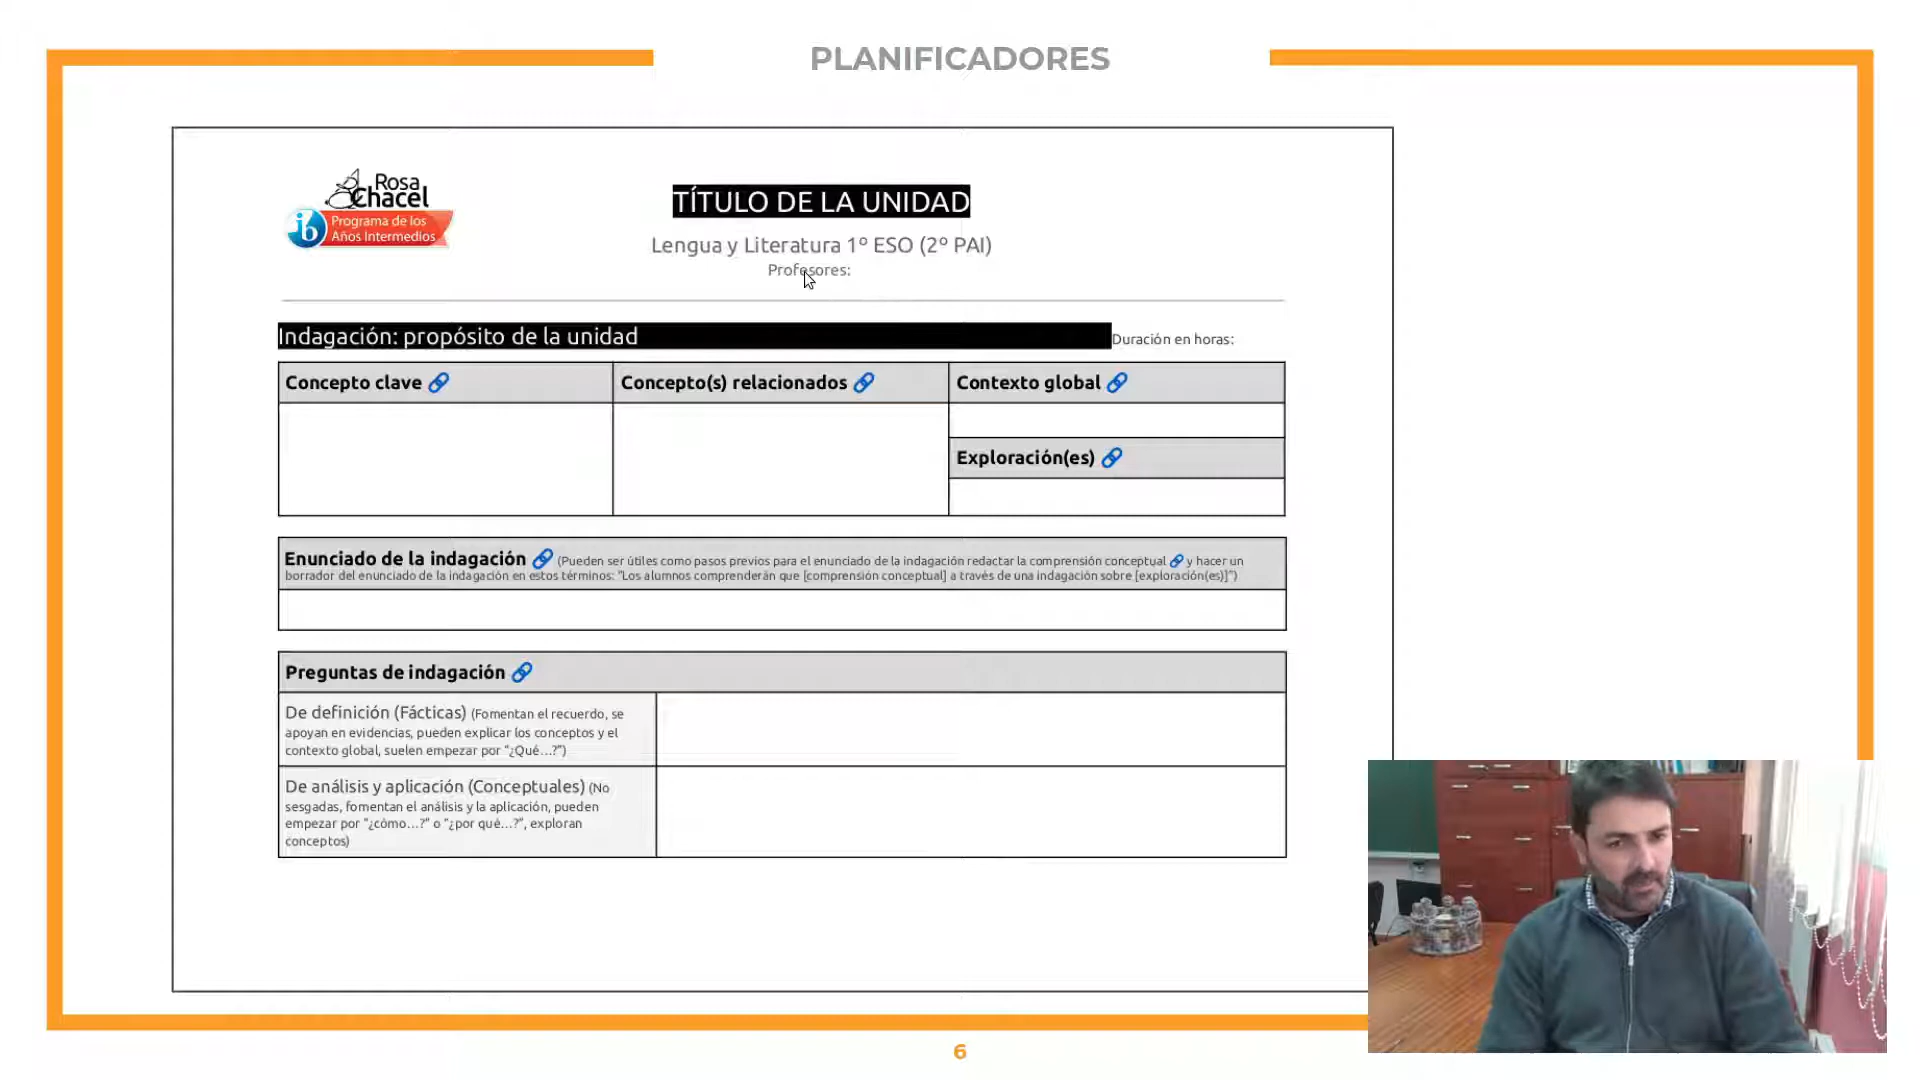 PLANIFICADORES
Rosa
Chacel
ib Programa de los
Años Intermedios
TÍTULO DE LA UNIDAD
Lengua y Literatura 1º ESO (2º PAI)
Profesores:
Indagación: propósito de la unidad
Duración en horas:
Concepto clave
Concepto(s) relacionados
Contexto global
Exploración(es)
Enunciado de la indagación (Pueden ser útiles como pasos previos para el enunciado de la indagación redactar la comprensión conceptual y hacer un
borrador del enunciado de la indagación en estos términos: “Los alumnos comprenderán que [comprensión conceptual] a través de una indagación sobre [exploración(es)]”)
Preguntas de indagación
De definición (Fácticas) (Fomentan el recuerdo, se
apoyan en evidencias, pueden explicar los conceptos y el
contexto global, suelen empezar por “¿Qué...?”)
De análisis y aplicación (Conceptuales) (No
sesgadas, fomentan el análisis y la aplicación, pueden
empezar por “¿cómo...?” o “¿por qué...?”, exploran
conceptos)
6